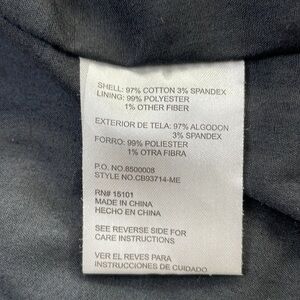 SHELL: 97% COTTON 3% SPANDEX
LINING: 99% POLYESTER
1% OTHER FIBER
EXTERIOR DE TELA: 97% ALGODON
3% SPANDEX
FORRO: 99% POLIESTER
1% OTRA FIBRA
P.O. NO.8500008
STYLE NO.CB93714-ME
RN# 15101
MADE IN CHINA
HECHO EN CHINA
SEE REVERSE SIDE FOR
CARE INSTRUCTIONS
VER EL REVES PARA
INSTRUCCIONES DE CUIDADO